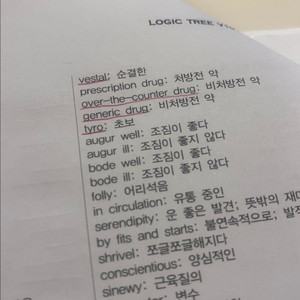 LOGIC TREE
vestal: 순결한
prescription drug: 처방전 약
over-the-counter drug: 비처방전 약
generic drug: 비처방전 약
tyro: 초보
augur well: 조짐이 좋다
augur ill: 조짐이 좋지 않다
bode well: 조짐이 좋다
bode ill: 조짐이 좋지 않다
folly: 어리석음
in circulation: 유통 중인
serendipity: 운 좋은 발견; 뜻밖의 재
by fits and starts: 불연속적으로; 발작
shrivel: 쪼글쪼글해지다
conscientious: 양심적인
sinewy: 근육질의
: 변수